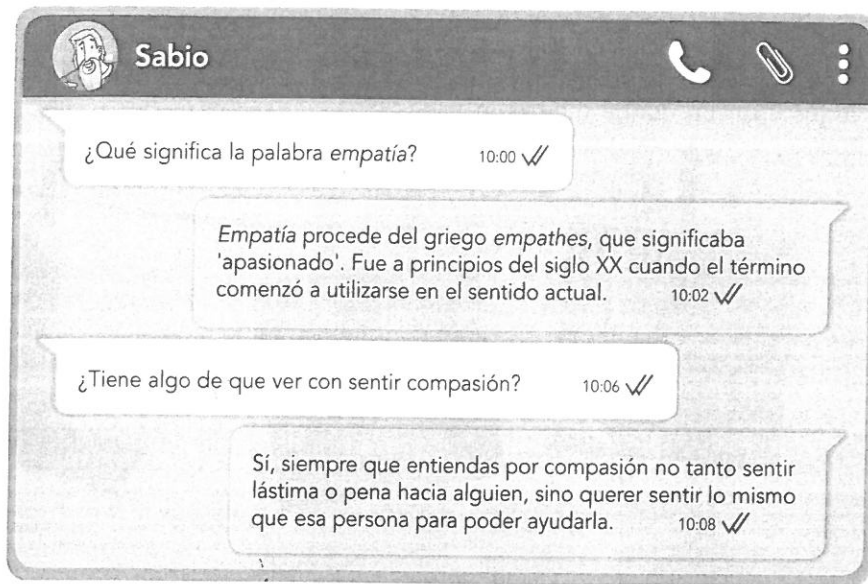 Sabio
¿Qué significa la palabra empatía? 10:00
Empatía procede del griego empathes, que significaba
'apasionado'. Fue a principios del siglo XX cuando el término
comenzó a utilizarse en el sentido actual. 10:02
¿Tiene algo de que ver con sentir compasión? 10:06
Sí, siempre que entiendas por compasión no tanto sentir
lástima o pena hacia alguien, sino querer sentir lo mismo
que esa persona para poder ayudarla. 10:08